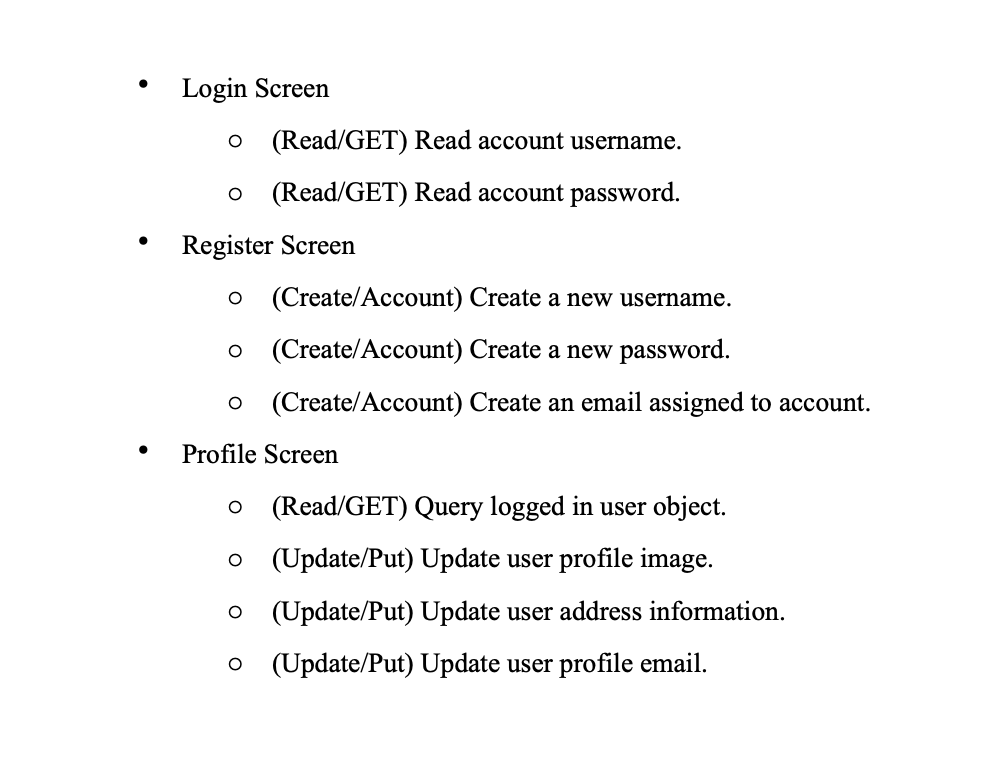 • Login Screen
○ (Read/GET) Read account username.
○ (Read/GET) Read account password.
• Register Screen
○ (Create/Account) Create a new username.
○ (Create/Account) Create a new password.
○ (Create/Account) Create an email assigned to account.
• Profile Screen
○ (Read/GET) Query logged in user object.
○ (Update/Put) Update user profile image.
○ (Update/Put) Update user address information.
○ (Update/Put) Update user profile email.